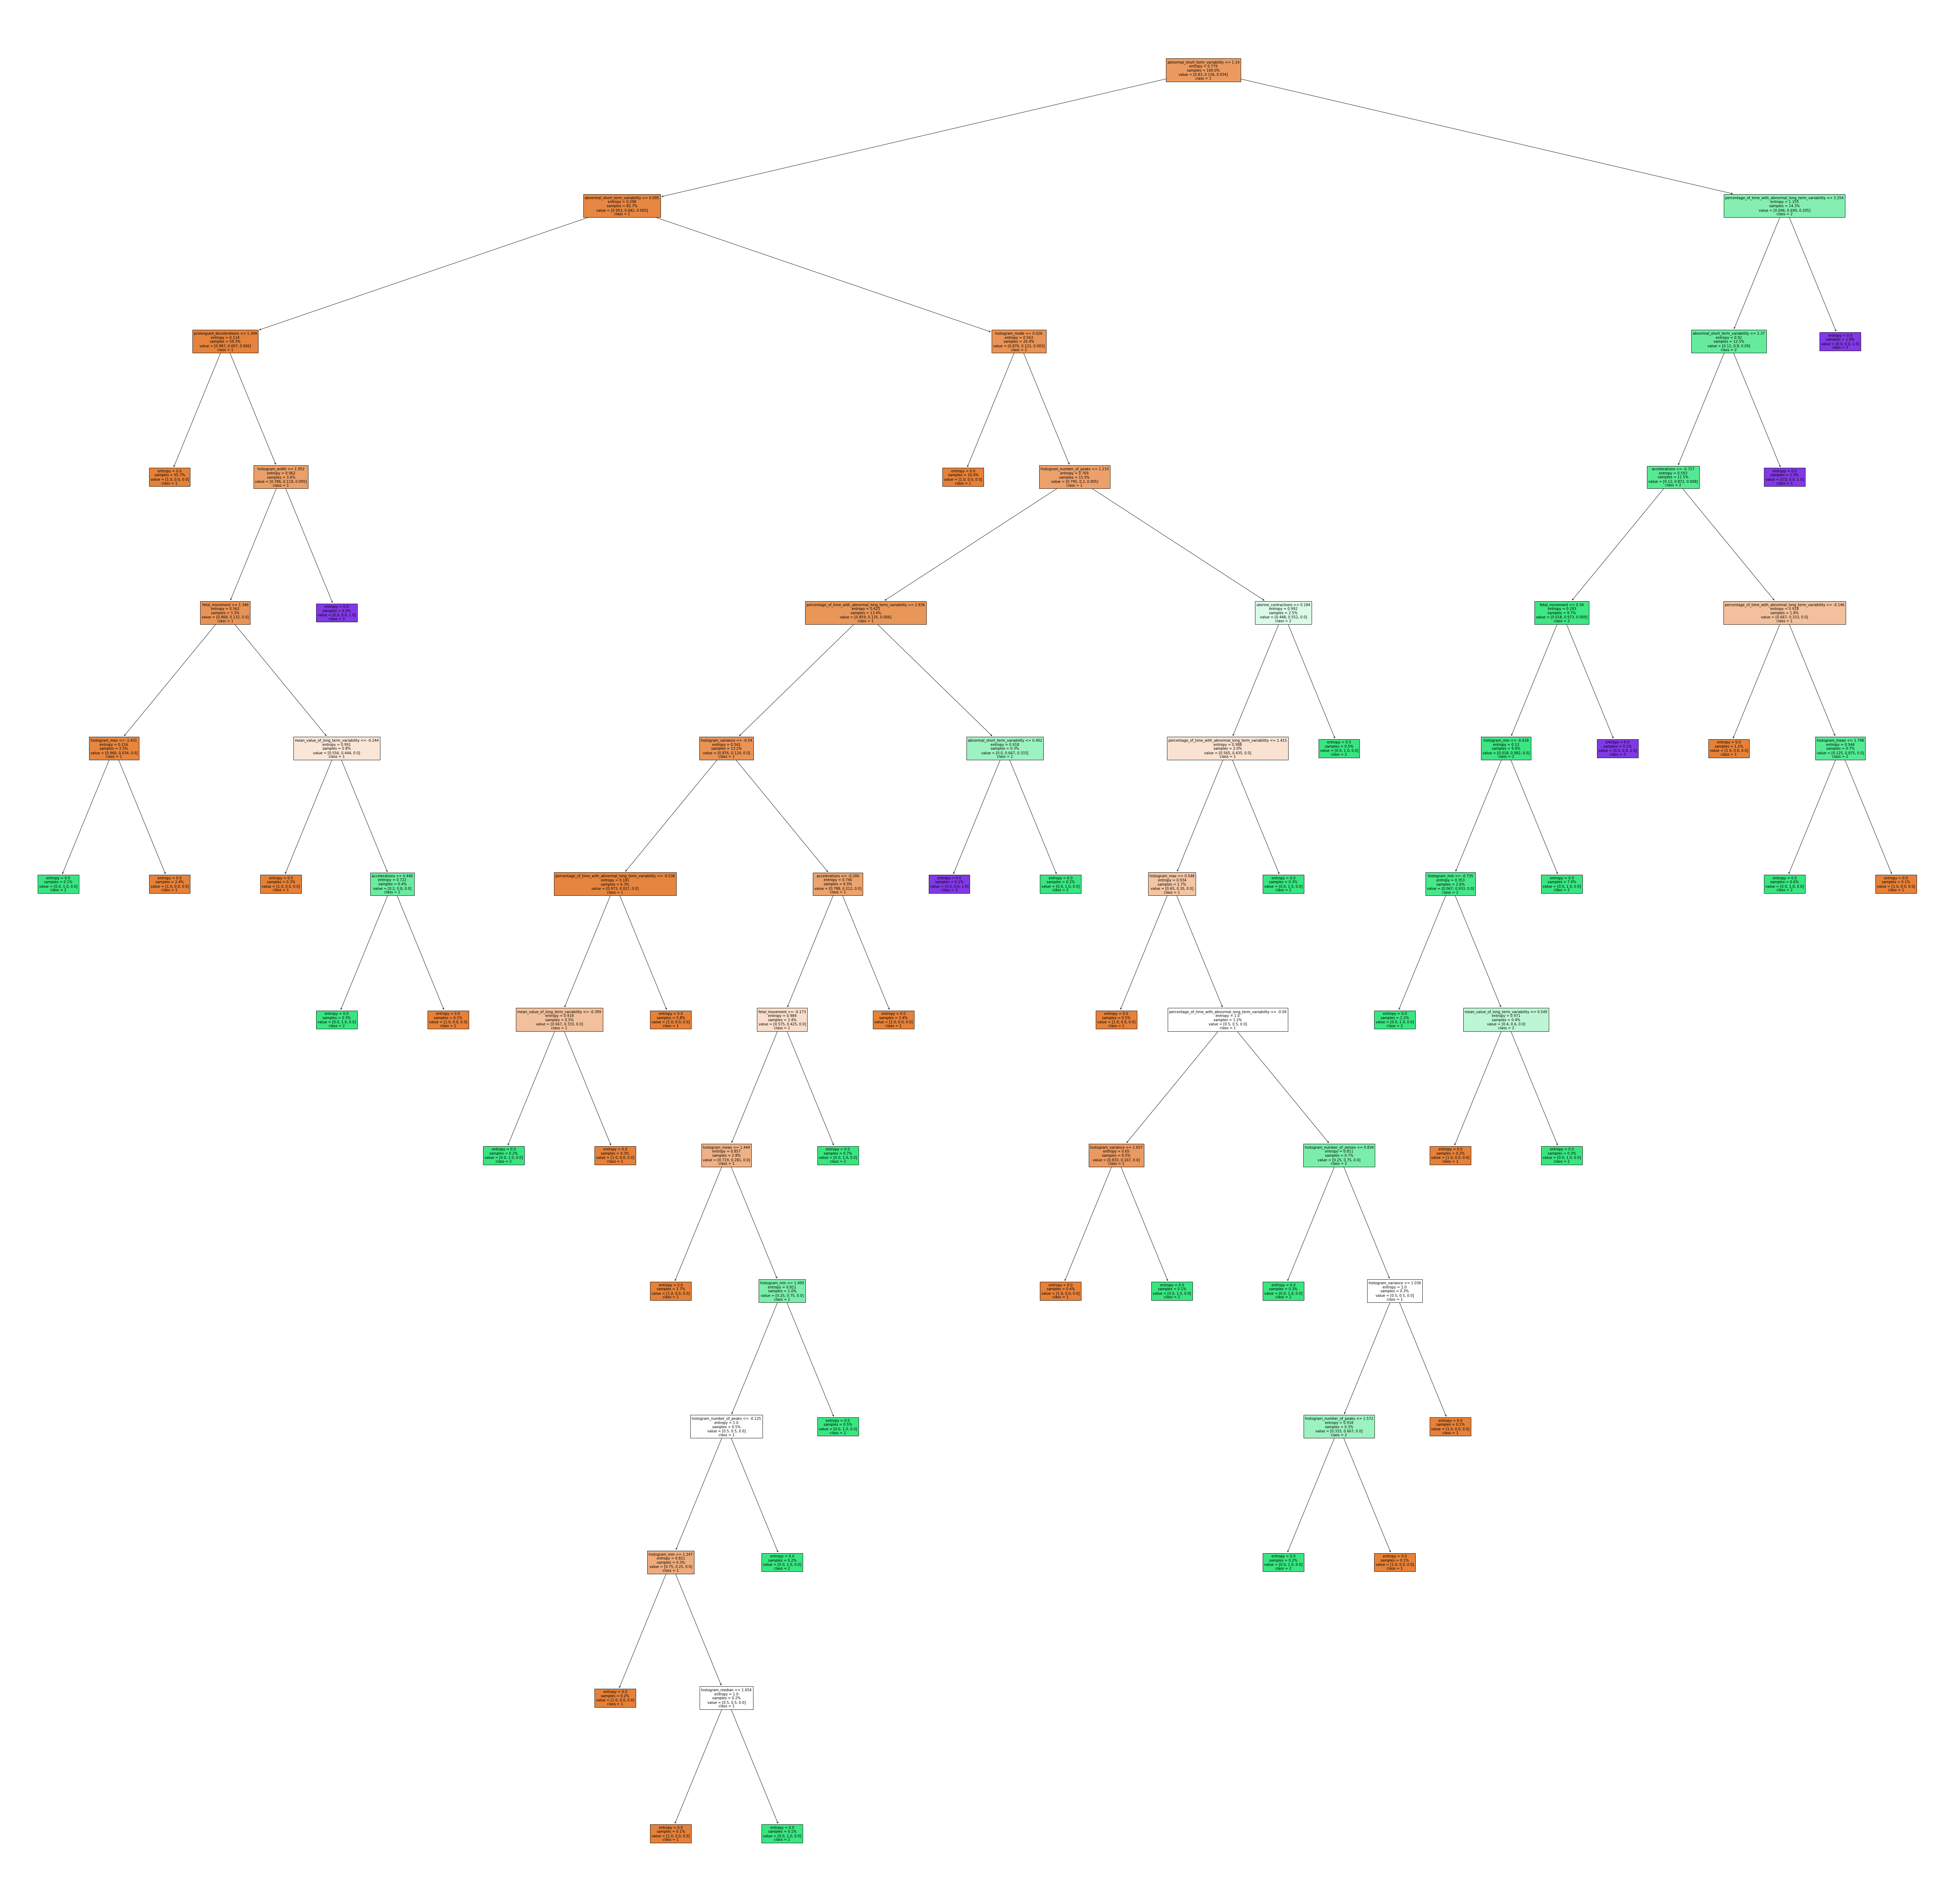 abnormal_short_term_variability <= 1.14
entropy = 0.779
samples = 100.0%
value = [0.83, 0.136, 0.034]
class = 1
abnormal_short_term_variability <= 0.095
entropy = 0.298
samples = 85.7%
value = [0.953, 0.042, 0.005]
class = 1
percentage_of_time_with_abnormal_long_term_variability <= 3.254
entropy = 1.155
samples = 14.3%
value = [0.096, 0.699, 0.205]
class = 2
prolongued_decelerations <= 1.389
entropy = 0.114
samples = 59.3%
class = 1
histogram_mode <= 0.026
entropy = 0.563
samples = 26.4%
class = 1
abnormal_short_term_variability <= 2.37
entropy = 0.92
samples = 12.5%
value = [0.11, 0.8, 0.09]
class = 2
entropy = 0.0
samples = 1.8%
value = [0.0, 0.0, 1.0]
class = 3
entropy = 0.0
samples = 55.7%
value = [1.0, 0.0, 0.0]
class = 1
histogram_width <= 1.952
entropy = 0.962
samples = 3.6%
class = 1
entropy = 0.0
samples = 10.4%
value = [1.0, 0.0, 0.0]
class = 1
histogram_number_of_peaks <= 1.233
entropy = 0.769
samples = 15.9%
value = [0.795, 0.2, 0.005]
class = 1
accelerations <= -0.727
entropy = 0.593
samples = 11.5%
value = [0.12, 0.872, 0.008]
class = 2
entropy = 0.0
samples = 1.0%
value = [0.0, 0.0, 1.0]
class = 3
fetal_movement <= 1.346
entropy = 0.562
samples = 3.3%
value = [0.868, 0.132, 0.0]
class = 1
entropy = 0.0
value = [0.0, 0.0, 1.0]
class = 3
percentage_of_time_with_abnormal_long_term_variability <= 1.936
entropy = 0.625
samples = 13.4%
value = [0.859, 0.135, 0.006]
class = 1
uterine_contractions <= 0.184
entropy = 0.992
samples = 2.5%
value = [0.448, 0.552, 0.0]
class = 2
fetal_movement <= 0.34
entropy = 0.203
samples = 9.7%
value = [0.018, 0.973, 0.009]
class = 2
percentage_of_time_with_abnormal_long_term_variability <= -0.146
entropy = 0.918
samples = 1.8%
value = [0.667, 0.333, 0.0]
class = 1
histogram_max <= -1.431
entropy = 0.216
samples = 2.5%
value = [0.966, 0.034, 0.0]
class = 1
mean_value_of_long_term_variability <= -0.244
entropy = 0.991
samples = 0.8%
value = [0.556, 0.444, 0.0]
class = 1
histogram_variance <= -0.54
entropy = 0.541
samples = 13.2%
value = [0.876, 0.124, 0.0]
class = 1
abnormal_short_term_variability <= 0.462
entropy = 0.918
samples = 0.3%
value = [0.0, 0.667, 0.333]
class = 2
percentage_of_time_with_abnormal_long_term_variability <= 1.415
entropy = 0.988
samples = 2.0%
value = [0.565, 0.435, 0.0]
class = 1
entropy = 0.0
samples = 0.5%
value = [0.0, 1.0, 0.0]
class = 2
histogram_min <= -0.618
entropy = 0.13
samples = 9.6%
value = [0.018, 0.982, 0.0]
class = 2
entropy = 0.0
samples = 0.1%
value = [0.0, 0.0, 1.0]
class = 3
entropy = 0.0
samples = 1.1%
value = [1.0, 0.0, 0.0]
class = 1
histogram_mean <= 1.798
entropy = 0.544
samples = 0.7%
value = [0.125, 0.875, 0.0]
class = 2
entropy = 0.0
samples = 0.1%
value = [0.0, 1.0, 0.0]
class = 2
entropy = 0.0
samples = 2.4%
value = [1.0, 0.0, 0.0]
class = 1
entropy = 0.0
samples = 0.3%
value = [1.0, 0.0, 0.0]
class = 1
accelerations <= 0.446
entropy = 0.722
samples = 0.4%
value = [0.2, 0.8, 0.0]
class = 2
percentage_of_time_with_abnormal_long_term_variability <= -0.536
entropy = 0.181
samples = 6.3%
value = [0.973, 0.027, 0.0]
class = 1
accelerations <= -0.206
entropy = 0.746
samples = 6.9%
value = [0.788, 0.212, 0.0]
class = 1
entropy = 0.0
samples = 0.1%
value = [0.0, 0.0, 1.0]
class = 3
entropy = 0.0
samples = 0.2%
value = [0.0, 1.0, 0.0]
class = 2
histogram_max <= 0.548
entropy = 0.934
samples = 1.7%
value = [0.65, 0.35, 0.0]
class = 1
entropy = 0.0
samples = 0.3%
value = [0.0, 1.0, 0.0]
class = 2
histogram_min <= -0.735
entropy = 0.353
samples = 2.6%
value = [0.067, 0.933, 0.0]
class = 2
entropy = 0.0
samples = 7.0%
value = [0.0, 1.0, 0.0]
class = 2
entropy = 0.0
samples = 0.6%
value = [0.0, 1.0, 0.0]
class = 2
entropy = 0.0
samples = 0.1%
value = [1.0, 0.0, 0.0]
class = 1
entropy = 0.0
samples = 0.3%
value = [0.0, 1.0, 0.0]
class = 2
entropy = 0.0
samples = 0.1%
value = [1.0, 0.0, 0.0]
class = 1
mean_value_of_long_term_variability <= -0.399
entropy = 0.918
samples = 0.5%
value = [0.667, 0.333, 0.0]
class = 1
entropy = 0.0
samples = 5.8%
value = [1.0, 0.0, 0.0]
class = 1
fetal_movement <= -0.173
entropy = 0.984
samples = 3.4%
value = [0.575, 0.425, 0.0]
class = 1
entropy = 0.0
samples = 3.4%
value = [1.0, 0.0, 0.0]
class = 1
entropy = 0.0
samples = 0.5%
value = [1.0, 0.0, 0.0]
class = 1
percentage_of_time_with_abnormal_long_term_variability <= -0.09
entropy = 1.0
samples = 1.2%
value = [0.5, 0.5, 0.0]
class = 1
entropy = 0.0
samples = 2.2%
value = [0.0, 1.0, 0.0]
class = 2
mean_value_of_long_term_variability <= 0.549
entropy = 0.971
samples = 0.4%
value = [0.4, 0.6, 0.0]
class = 2
entropy = 0.0
samples = 0.2%
value = [0.0, 1.0, 0.0]
class = 2
entropy = 0.0
samples = 0.3%
value = [1.0, 0.0, 0.0]
class = 1
histogram_mean <= 1.444
entropy = 0.857
samples = 2.8%
value = [0.719, 0.281, 0.0]
class = 1
entropy = 0.0
samples = 0.7%
value = [0.0, 1.0, 0.0]
class = 2
entropy = 0.65
samples = 0.5%
value = [0.833, 0.167, 0.0]
class = 1
histogram_number_of_zeroes <= 0.834
entropy = 0.811
samples = 0.7%
value = [0.25, 0.75, 0.0]
class = 2
entropy = 0.0
samples = 0.2%
value = [1.0, 0.0, 0.0]
class = 1
entropy = 0.0
samples = 0.3%
value = [0.0, 1.0, 0.0]
class = 2
entropy = 0.0
samples = 1.7%
value = [1.0, 0.0, 0.0]
class = 1
histogram_min <= 1.499
entropy = 0.811
samples = 1.0%
value = [0.25, 0.75, 0.0]
class = 2
entropy = 0.0
samples = 0.4%
value = [1.0, 0.0, 0.0]
class = 1
entropy = 0.0
samples = 0.1%
value = [0.0, 1.0, 0.0]
class = 2
entropy = 0.0
samples = 0.3%
value = [0.0, 1.0, 0.0]
class = 2
histogram_variance <= 1.036
entropy = 1.0
samples = 0.3%
value = [0.5, 0.5, 0.0]
class = 1
histogram_number_of_peaks <= -0.125
entropy = 1.0
samples = 0.5%
value = [0.5, 0.5, 0.0]
class = 1
entropy = 0.0
samples = 0.5%
value = [0.0, 1.0, 0.0]
class = 2
histogram_number_of_peaks <= 1.572
entropy = 0.918
samples = 0.3%
value = [0.333, 0.667, 0.0]
class = 2
entropy = 0.0
samples = 0.1%
value = [1.0, 0.0, 0.0]
class = 1
histogram_min <= 1.247
entropy = 0.811
samples = 0.3%
value = [0.75, 0.25, 0.0]
class = 1
entropy = 0.0
samples = 0.2%
value = [0.0, 1.0, 0.0]
class = 2
entropy = 0.0
samples = 0.2%
value = [0.0, 1.0, 0.0]
class = 2
entropy = 0.0
samples = 0.1%
value = [1.0, 0.0, 0.0]
class = 1
entropy = 0.0
samples = 0.2%
value = [1.0, 0.0, 0.0]
class = 1
histogram_median <= 1.654
entropy = 1.0
samples = 0.2%
value = [0.5, 0.5, 0.0]
class = 1
entropy = 0.0
samples = 0.1%
value = [1.0, 0.0, 0.0]
class = 1
entropy = 0.0
samples = 0.1%
value = [0.0, 1.0, 0.0]
class = 2